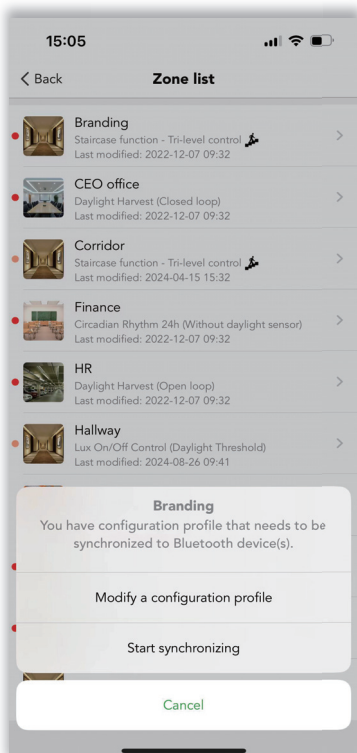 15:05
Back
Zone list
Branding
Staircase function - Tri-level control
Last modified: 2022-12-07 09:32
CEO office
Daylight Harvest (Closed loop)
Last modified: 2022-12-07 09:32
Corridor
Staircase function - Tri-level control
Last modified: 2024-04-15 15:32
Finance
Circadian Rhythm 24h (Without daylight sensor)
Last modified: 2022-12-07 09:32
HR
Daylight Harvest (Open loop)
Last modified: 2022-12-07 09:32
Hallway
Lux On/Off Control (Daylight Threshold)
Last modified: 2024-08-26 09:41
Branding
You have configuration profile that needs to be
synchronized to Bluetooth device(s).
Modify a configuration profile
Start synchronizing
Cancel